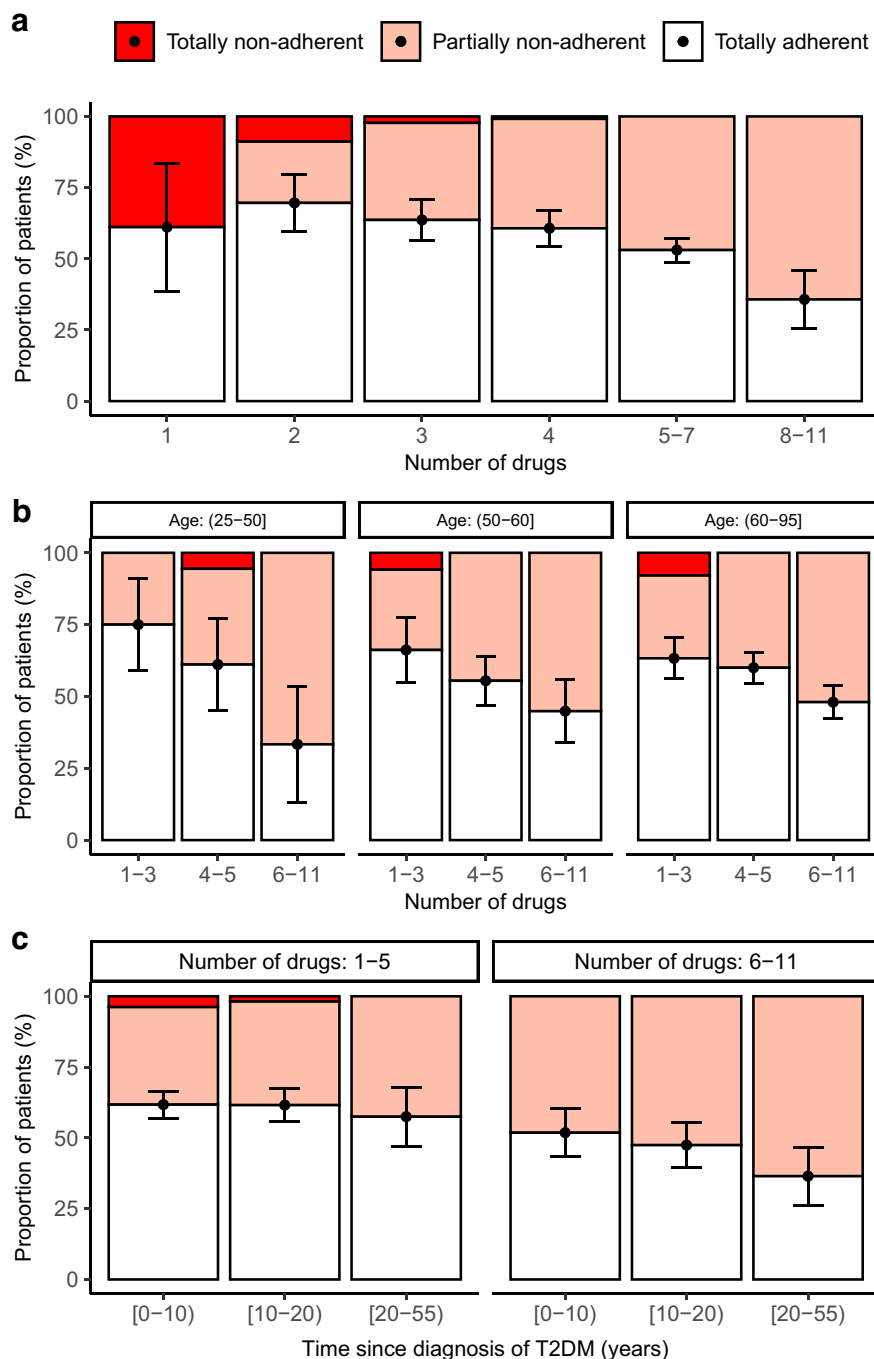 a
Totally non-adherent Partially non-adherent Totally adherent
Proportion of patients (%)
100
75
50
25
0
1 2 3 4 5−7 8−11
Number of drugs
b
Age: (25−50] Age: (50−60] Age: (60−95]
Proportion of patients (%)
100
75
50
25
0
1−3 4−5 6−11 1−3 4−5 6−11 1−3 4−5 6−11
Number of drugs
c
Number of drugs: 1−5 Number of drugs: 6−11
Proportion of patients (%)
100
75
50
25
0
[0−10) [10−20) [20−55) [0−10) [10−20) [20−55)
Time since diagnosis of T2DM (years)